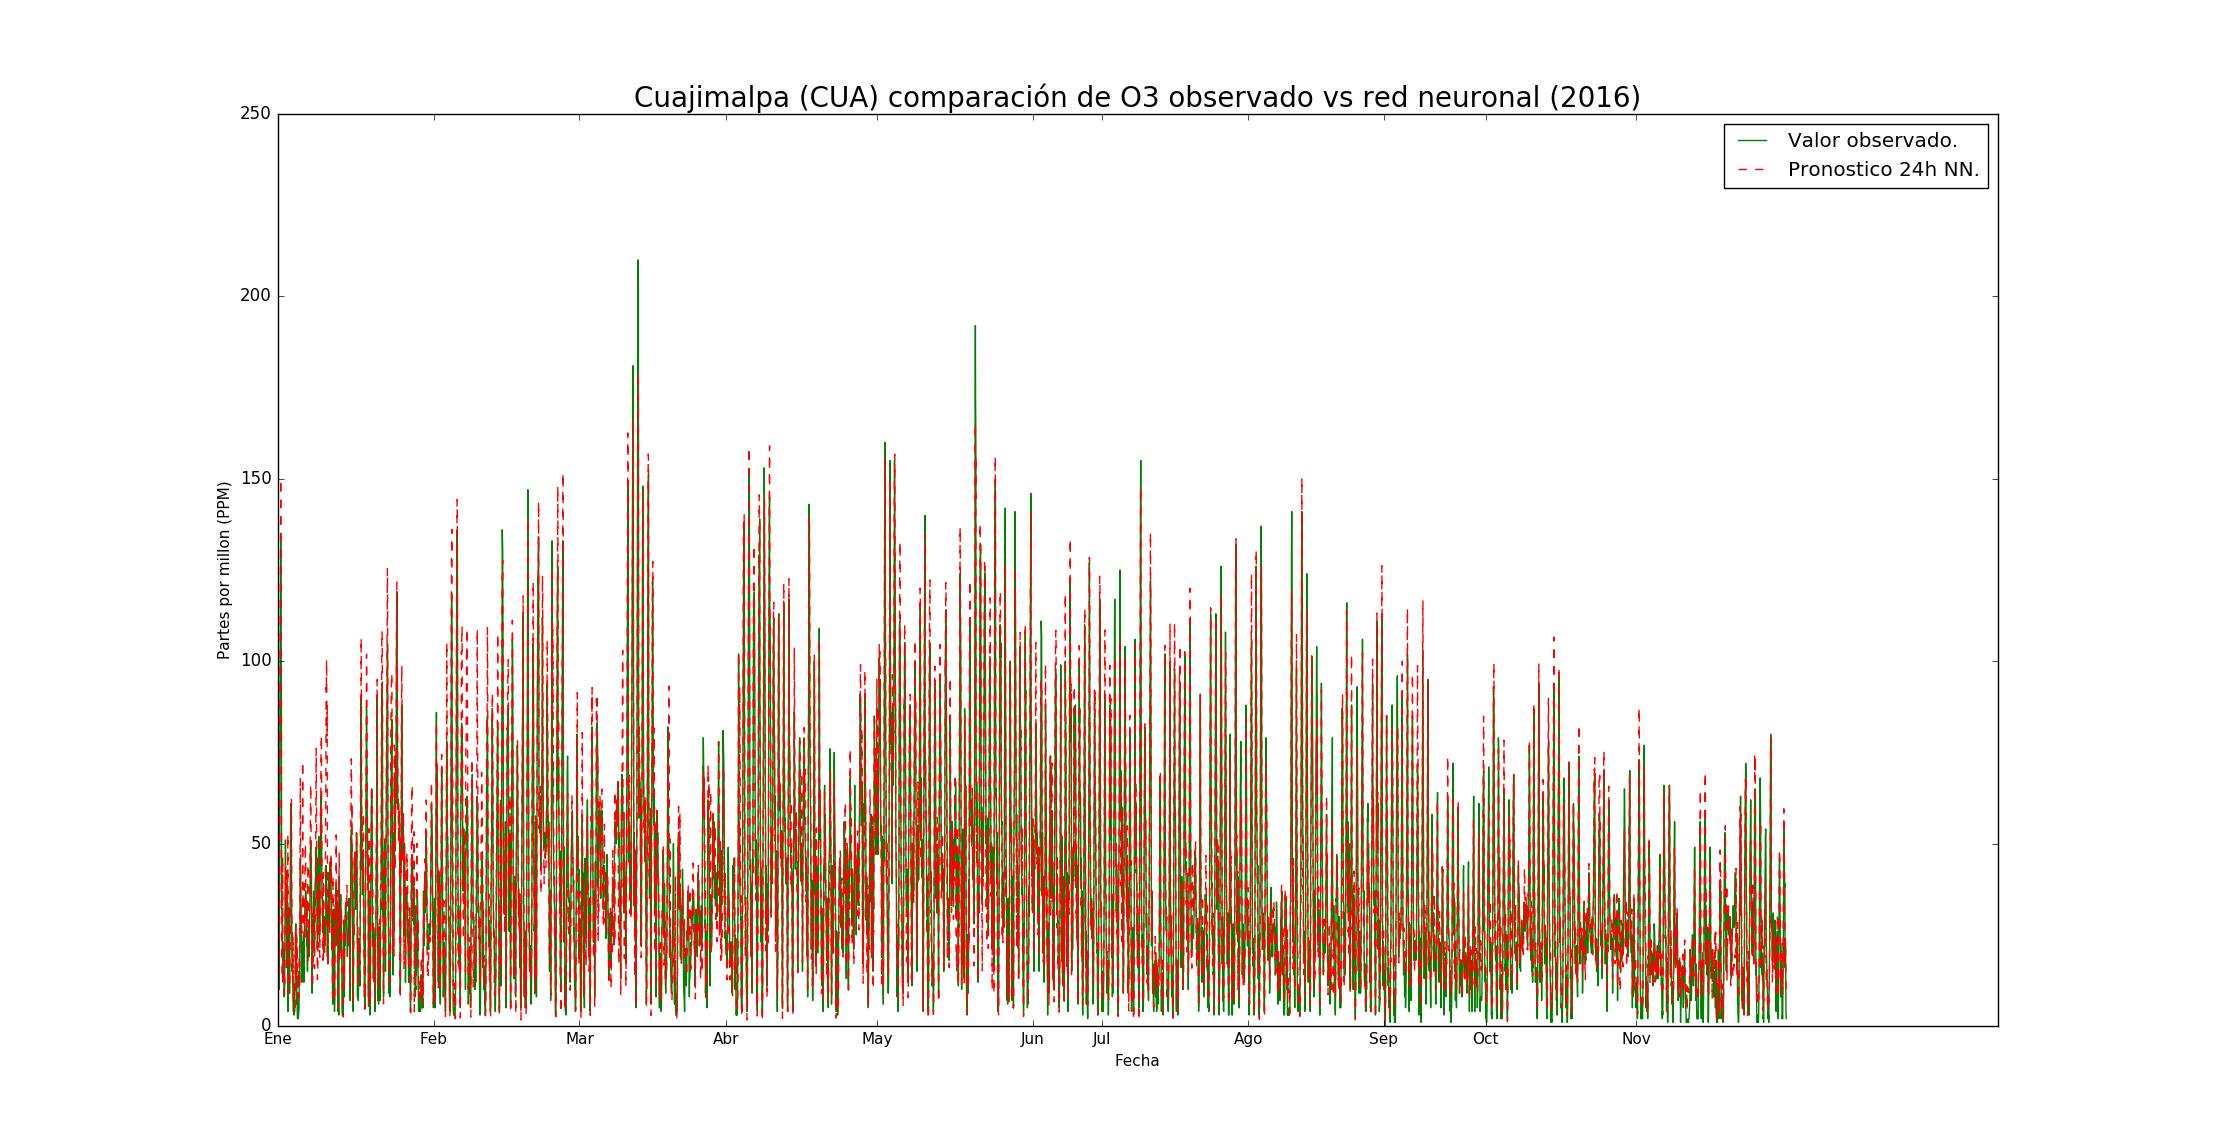 Cuajimalpa (CUA) comparación de O3 observado vs red neuronal (2016)
Valor observado.
Pronostico 24h NN.
250
200
150
100
50
0
Partes por millon (PPM)
Ene Feb Mar Abr May Jun Jul Ago Sep Oct Nov
Fecha